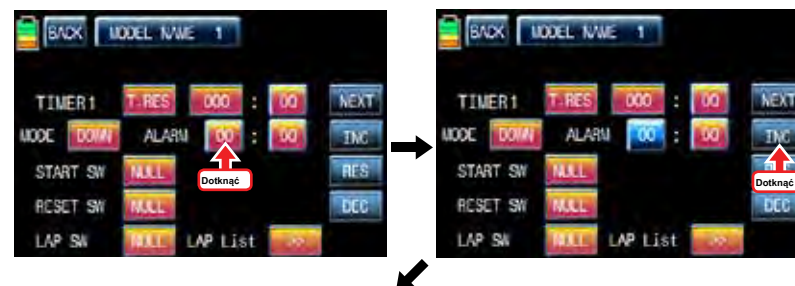 BACK MODEL NAME 1
TIMER1 T-RES 000 : 00 NEXT
MODE DOWN ALARM 00 : 00 INC
START SW NULL Dotknąć RES
RESET SW NULL DEC
LAP SW NULL LAP List >>
BACK MODEL NAME 1
TIMER1 T-RES 000 : 00 NEXT
MODE DOWN ALARM 00 : 00 INC
START SW NULL Dotknąć
RESET SW NULL DEC
LAP SW NULL LAP List >>